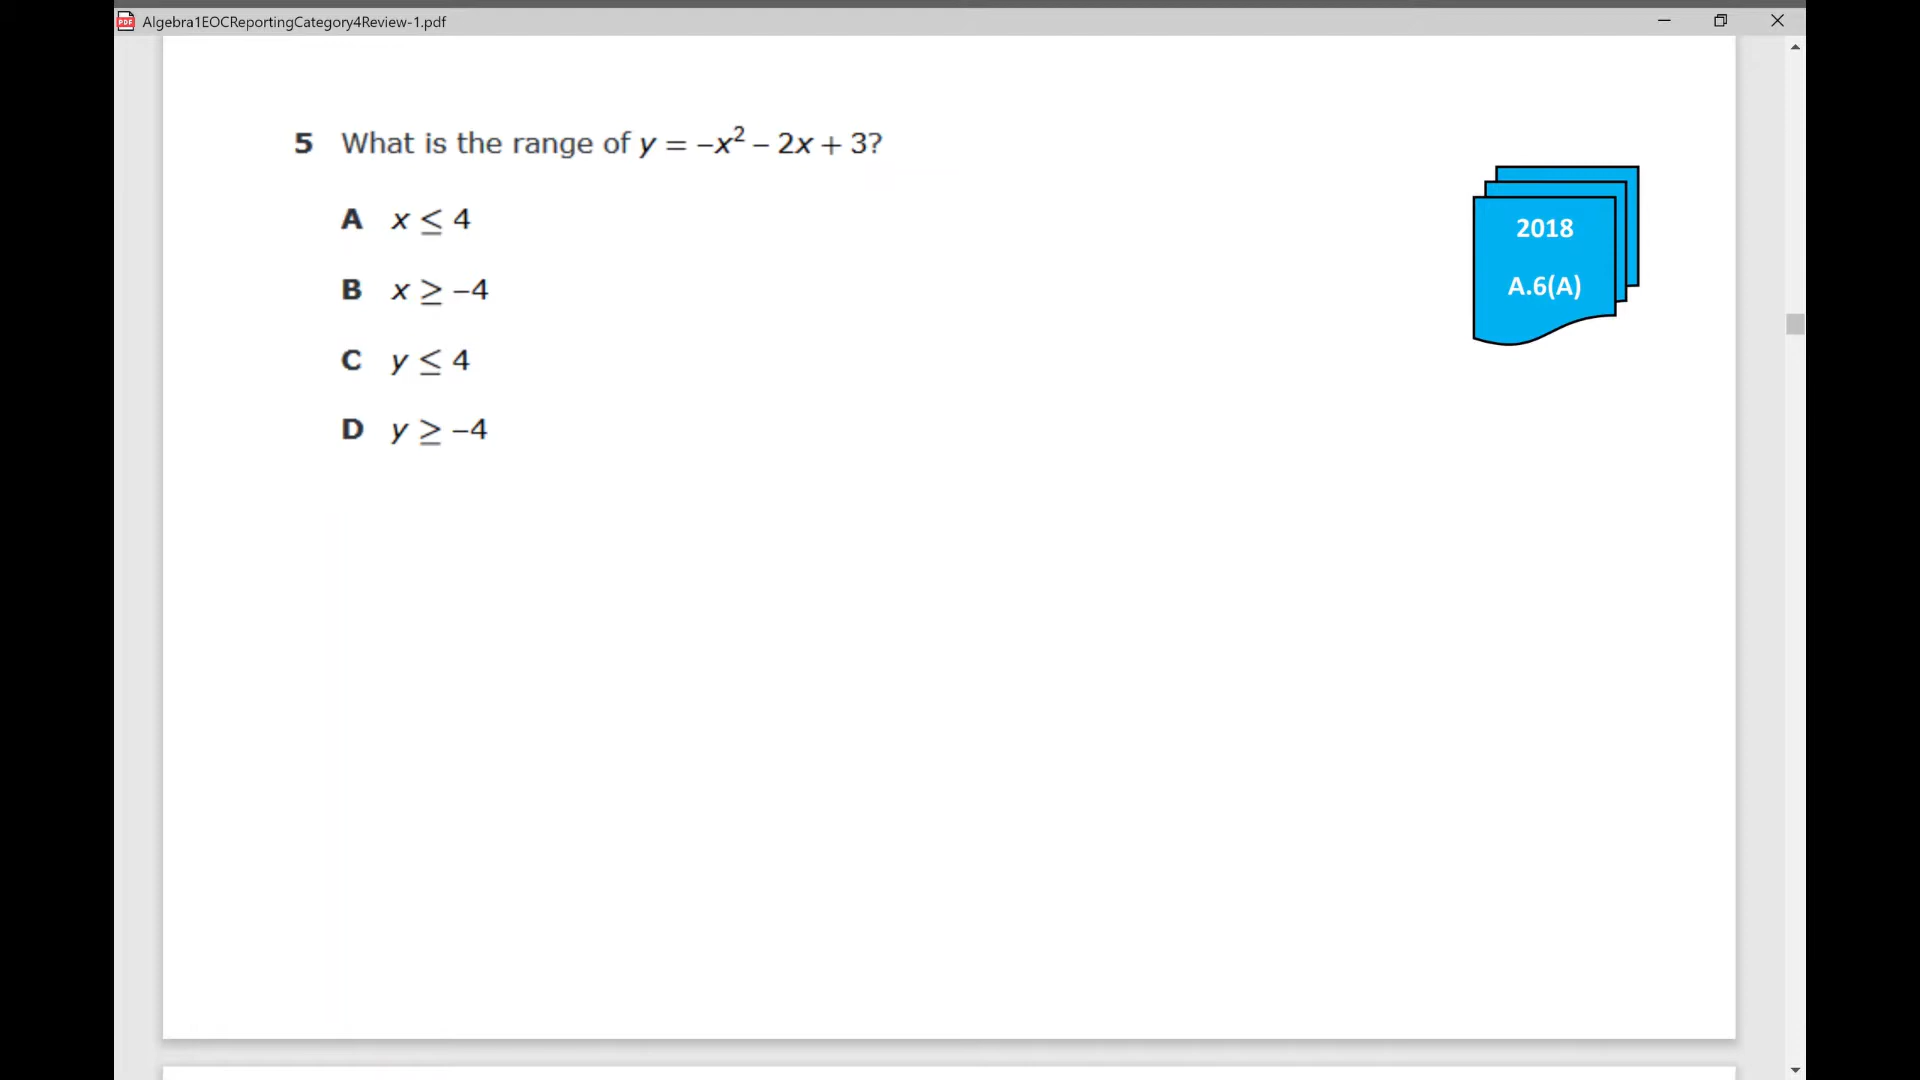 Algebra1EOCReportingCategory4Review-1.pdf
5 What is the range of y = –x² – 2x + 3?
A x ≤ 4
B x ≥ –4
C y ≤ 4
D y ≥ –4
2018
A.6(A)